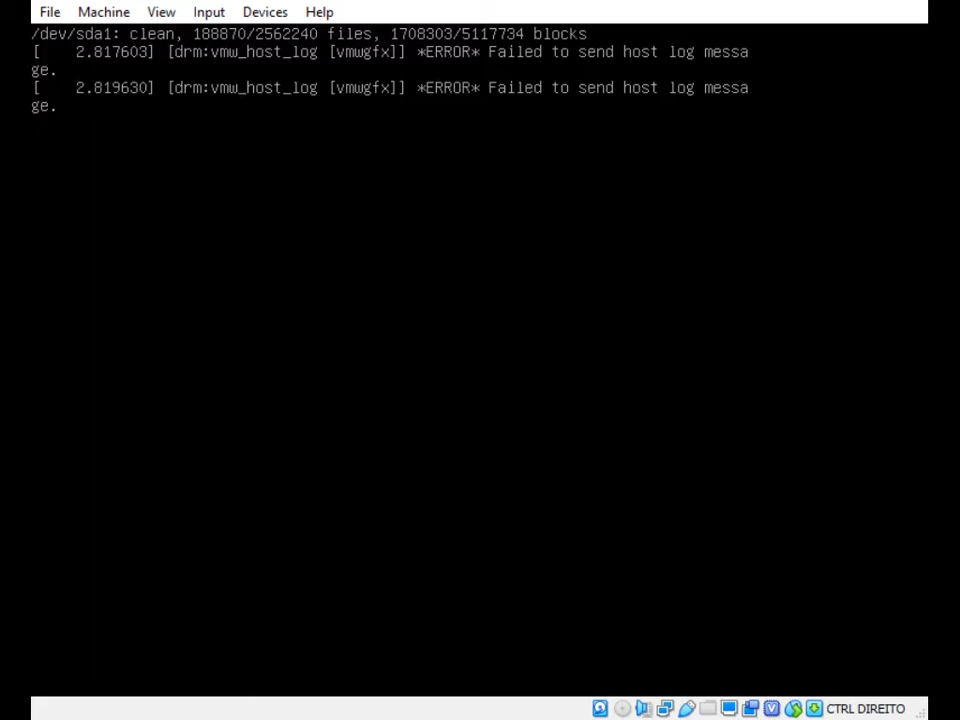 File Machine View Input Devices Help
/dev/sda1: clean, 188870/2562240 files, 1708303/5117734 blocks
[    2.817603] [drm:vmw_host_log [vmwgfx]] *ERROR* Failed to send host log messa
ge.
[    2.819630] [drm:vmw_host_log [vmwgfx]] *ERROR* Failed to send host log messa
ge.
CTRL DIREITO